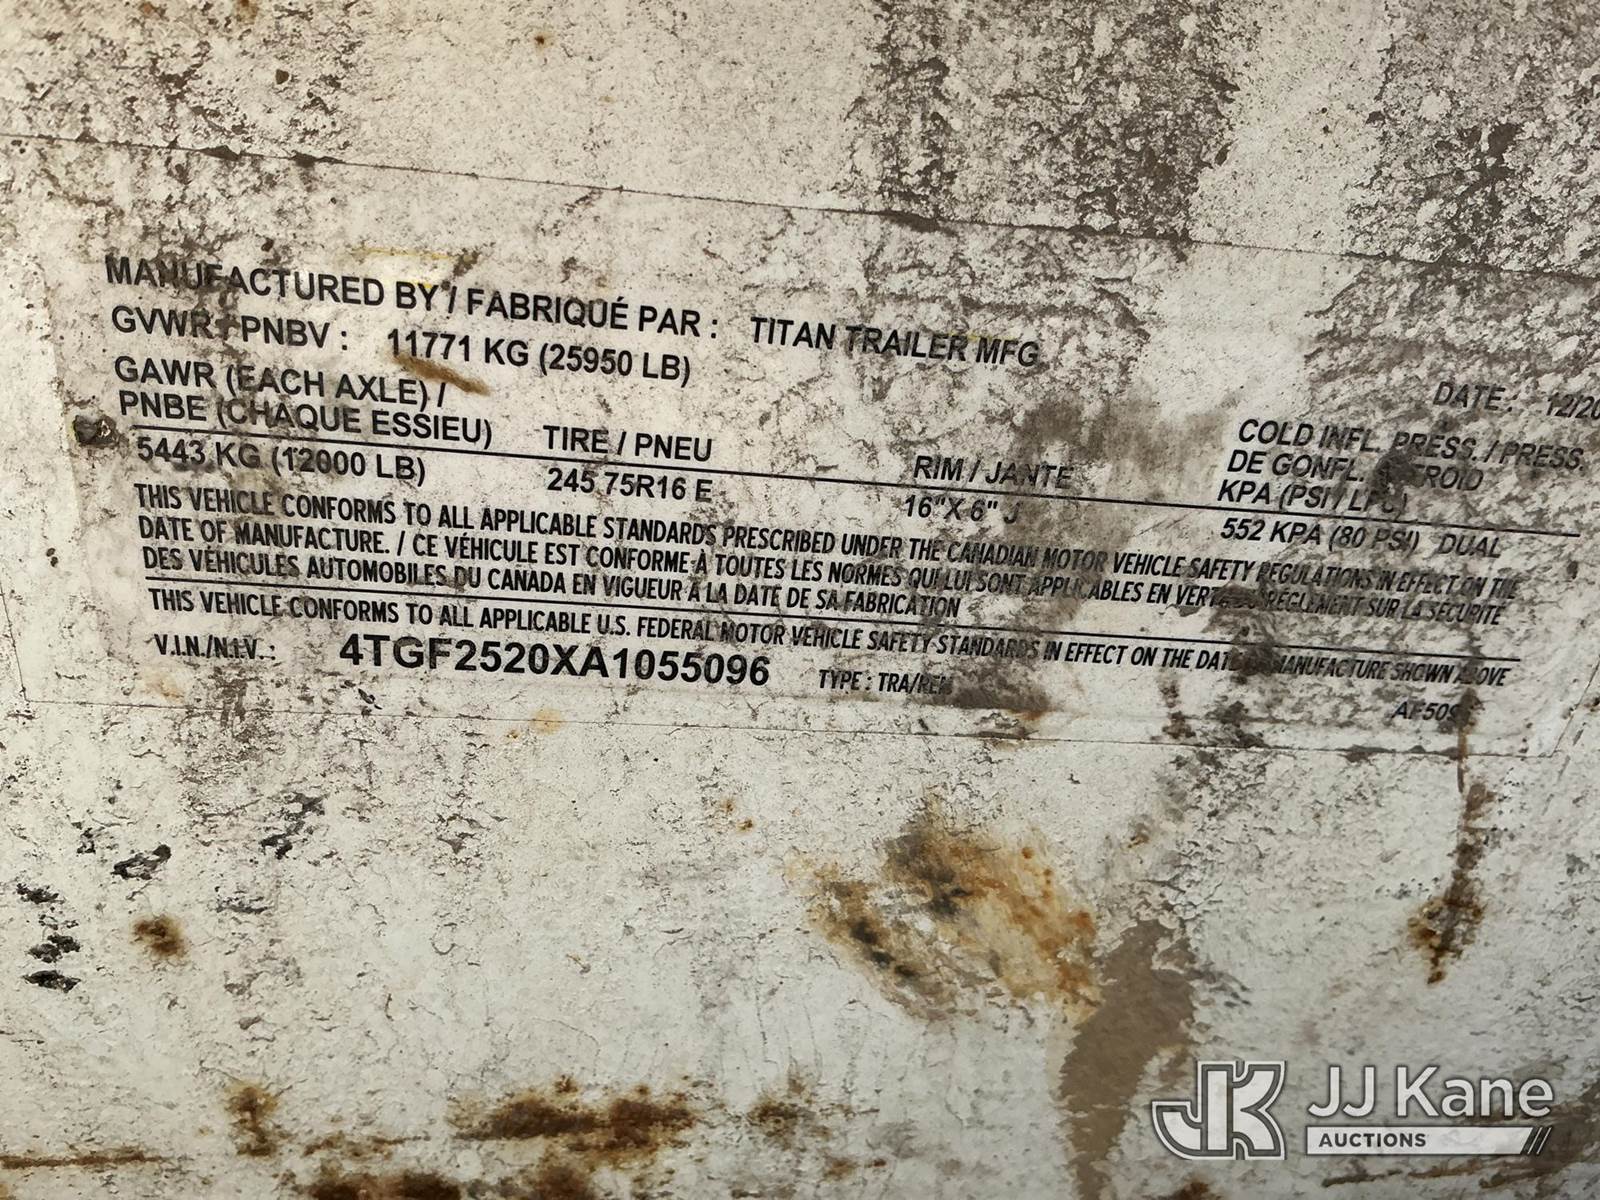 MANUFACTURED BY / FABRIQUÉ PAR : TITAN TRAILER MFG
GVWR / PNBV : 11771 KG (25950 LB)
DATE : 12/20
GAWR (EACH AXLE) /
PNBE (CHAQUE ESSIEU) TIRE / PNEU RIM / JANTE
COLD INFL. PRESS. / PRESS.
DE GONFL. À FROID
KPA (PSI / LPC)
5443 KG (12000 LB) 245 75R16 E 16"X 6" J 552 KPA (80 PSI) DUAL
THIS VEHICLE CONFORMS TO ALL APPLICABLE STANDARDS PRESCRIBED UNDER THE CANADIAN MOTOR VEHICLE SAFETY REGULATIONS IN EFFECT ON THE
DATE OF MANUFACTURE. / CE VÉHICULE EST CONFORME À TOUTES LES NORMES QUI LUI SONT APPLICABLES EN VERTU DU RÈGLEMENT SUR LA SÉCURITÉ
DES VÉHICULES AUTOMOBILES DU CANADA EN VIGUEUR À LA DATE DE SA FABRICATION
THIS VEHICLE CONFORMS TO ALL APPLICABLE U.S. FEDERAL MOTOR VEHICLE SAFETY STANDARDS IN EFFECT ON THE DATE OF MANUFACTURE SHOWN ABOVE
V.I.N./N.I.V. : 4TGF2520XA1055096 TYPE : TRA/REM
JJ Kane
AUCTIONS